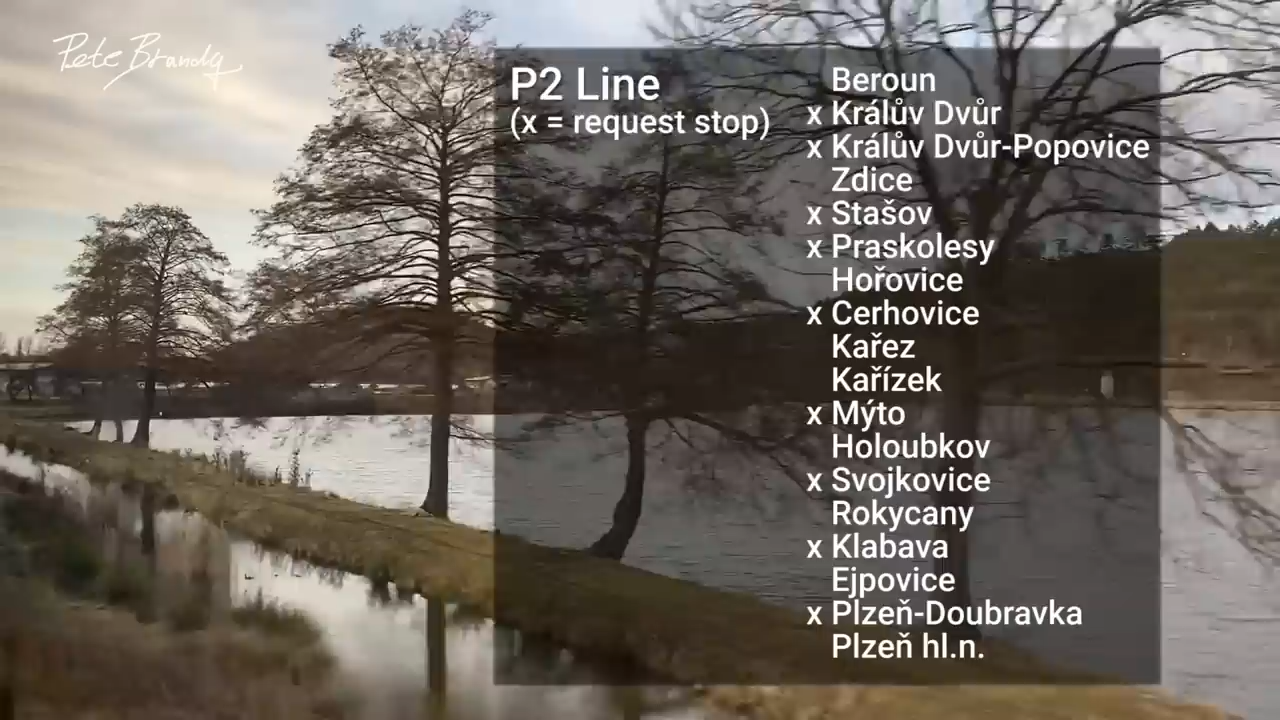 Pete Branda
P2 Line
(x = request stop)
Beroun
x Králův Dvůr
x Králův Dvůr-Popovice
Zdice
x Stašov
x Praskolesy
Hořovice
x Cerhovice
Kařez
Kařízek
x Mýto
Holoubkov
x Svojkovice
Rokycany
x Klabava
Ejpovice
x Plzeň-Doubravka
Plzeň hl.n.